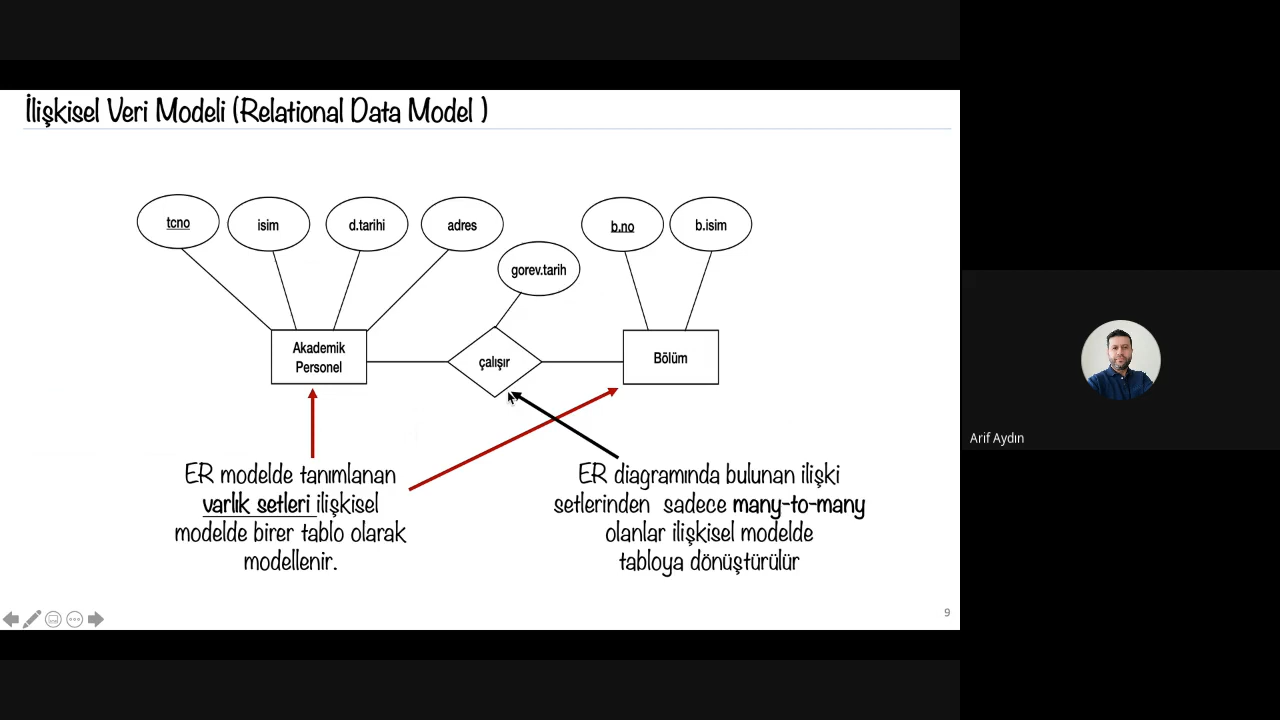 İlişkisel Veri Modeli (Relational Data Model )
tcno
isim
d.tarihi
adres
gorev.tarih
b.no
b.isim
Akademik
Personel
çalışır
Bölüm
ER modelde tanımlanan
varlık setleri ilişkisel
modelde birer tablo olarak
modellenir.
ER diagramında bulunan ilişki
setlerinden sadece many-to-many
olanlar ilişkisel modelde
tabloya dönüştürülür
9
Arif Aydın